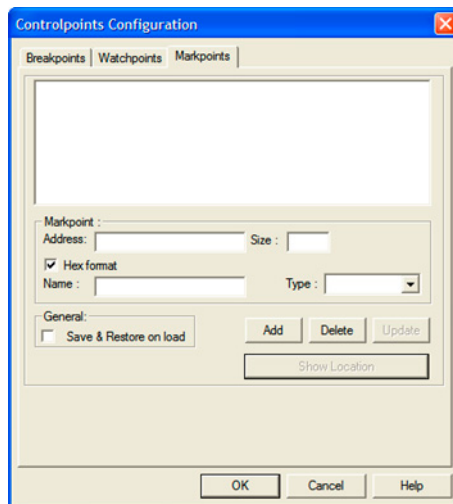 Controlpoints Configuration
Breakpoints Watchpoints Markpoints
Markpoint :
Address: Size :
Hex format
Name : Type :
General:
Save & Restore on load
Add Delete Update
Show Location
OK Cancel Help